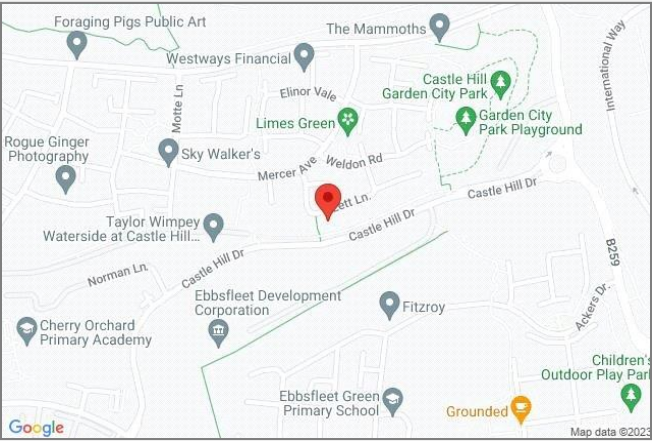 Foraging Pigs Public Art
The Mammoths
Westways Financial
Castle Hill
Garden City Park
International Way
Elinor Vale
Motte Ln
Limes Green
Garden City
Park Playground
Rogue Ginger
Photography
Sky Walker's
Weldon Rd
Mercer Ave
Castle Hill Dr
ett Ln.
Taylor Wimpey
Waterside at Castle Hill...
Castle Hill Dr
B259
Castle Hill Dr
Norman Ln
Ebbsfleet Development
Corporation
Fitzroy
Ackers Dr.
Cherry Orchard
Primary Academy
Children's
Outdoor Play Park
Ebbsfleet Green
Primary School
Grounded
Google
Map data ©2023